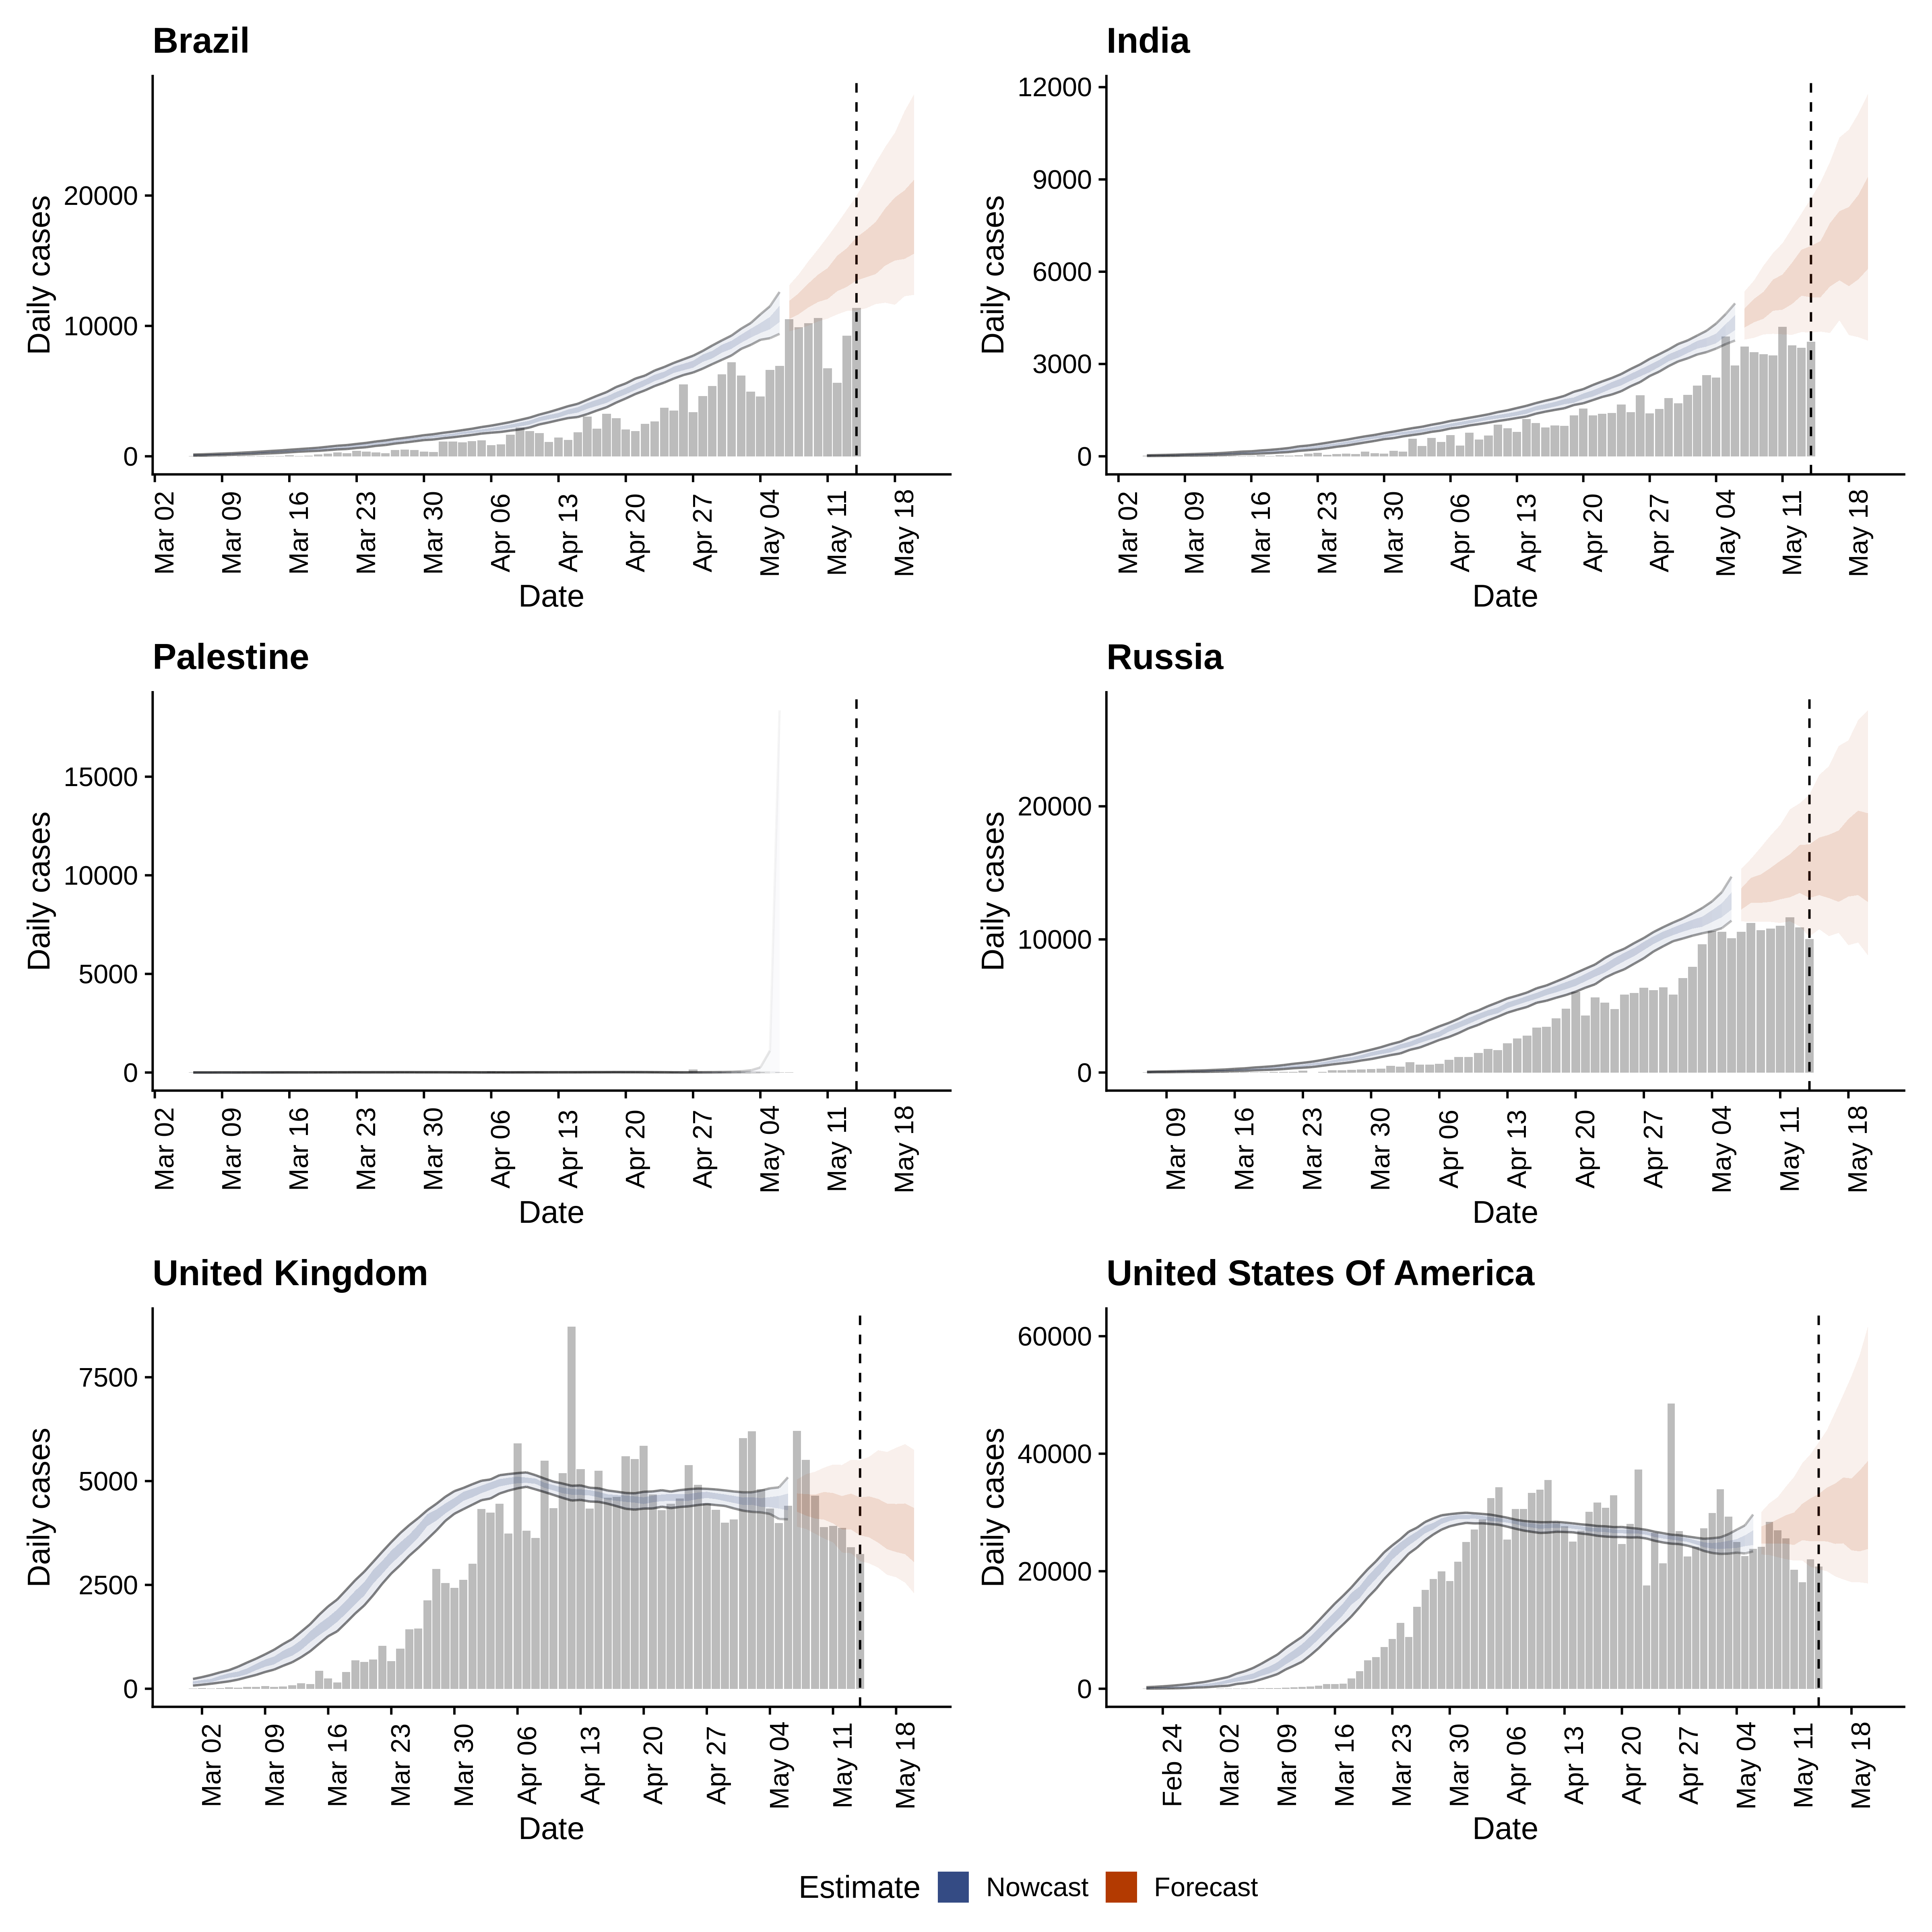 Brazil
Daily cases
20000
10000
0
Mar 02
Mar 09
Mar 16
Mar 23
Mar 30
Apr 06
Apr 13
Apr 20
Apr 27
May 04
May 11
May 18
Date
India
Daily cases
12000
9000
6000
3000
0
Mar 02
Mar 09
Mar 16
Mar 23
Mar 30
Apr 06
Apr 13
Apr 20
Apr 27
May 04
May 11
May 18
Date
Palestine
Daily cases
15000
10000
5000
0
Mar 02
Mar 09
Mar 16
Mar 23
Mar 30
Apr 06
Apr 13
Apr 20
Apr 27
May 04
May 11
May 18
Date
Russia
Daily cases
20000
10000
0
Mar 09
Mar 16
Mar 23
Mar 30
Apr 06
Apr 13
Apr 20
Apr 27
May 04
May 11
May 18
Date
United Kingdom
Daily cases
7500
5000
2500
0
Mar 02
Mar 09
Mar 16
Mar 23
Mar 30
Apr 06
Apr 13
Apr 20
Apr 27
May 04
May 11
May 18
Date
United States Of America
Daily cases
60000
40000
20000
0
Feb 24
Mar 02
Mar 09
Mar 16
Mar 23
Mar 30
Apr 06
Apr 13
Apr 20
Apr 27
May 04
May 11
May 18
Date
Estimate Nowcast Forecast